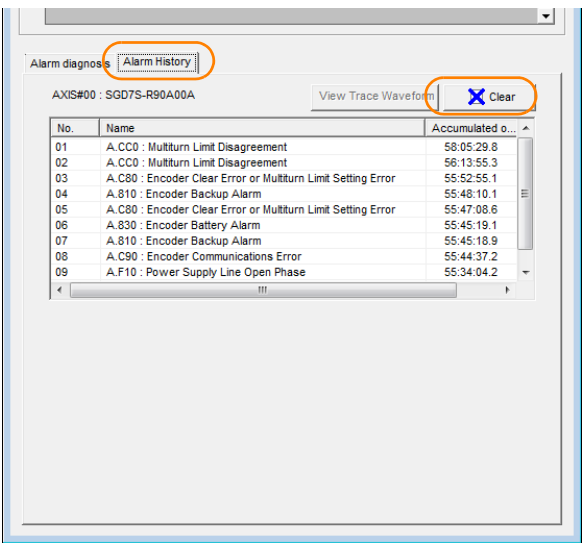 Alarm diagnosis Alarm History
AXIS#00 : SGD7S-R90A00A View Trace Waveform Clear
No. Name Accumulated o...
01 A.CC0 : Multiturn Limit Disagreement 58:05:29.8
02 A.CC0 : Multiturn Limit Disagreement 56:13:55.3
03 A.C80 : Encoder Clear Error or Multiturn Limit Setting Error 55:52:55.1
04 A.810 : Encoder Backup Alarm 55:48:10.1
05 A.C80 : Encoder Clear Error or Multiturn Limit Setting Error 55:47:08.6
06 A.830 : Encoder Battery Alarm 55:45:19.1
07 A.810 : Encoder Backup Alarm 55:45:18.9
08 A.C90 : Encoder Communications Error 55:44:37.2
09 A.F10 : Power Supply Line Open Phase 55:34:04.2